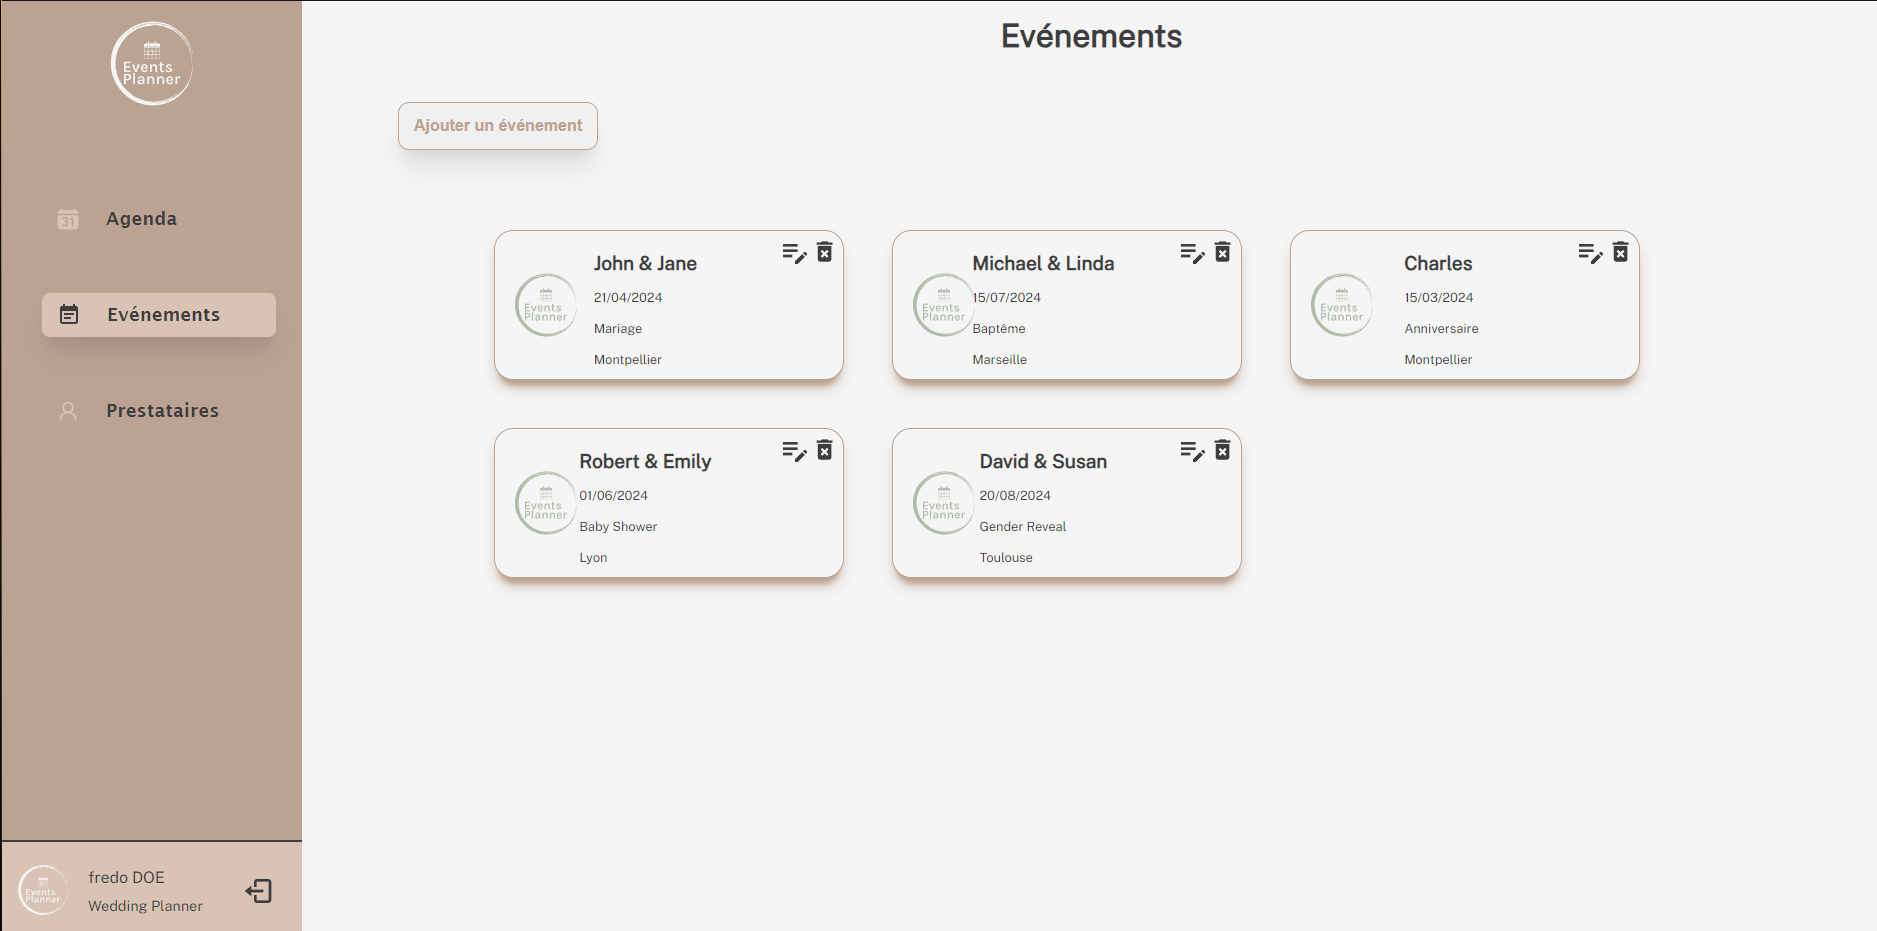 Events
Planner
Agenda
Evénements
Prestataires
fredo DOE
Wedding Planner
Events
Planner
Evénements
Ajouter un événement
John & Jane
21/04/2024
Mariage
Montpellier
Events
Planner
Michael & Linda
15/07/2024
Baptême
Marseille
Events
Planner
Charles
15/03/2024
Anniversaire
Montpellier
Events
Planner
Robert & Emily
01/06/2024
Baby Shower
Lyon
Events
Planner
David & Susan
20/08/2024
Gender Reveal
Toulouse
Events
Planner
31